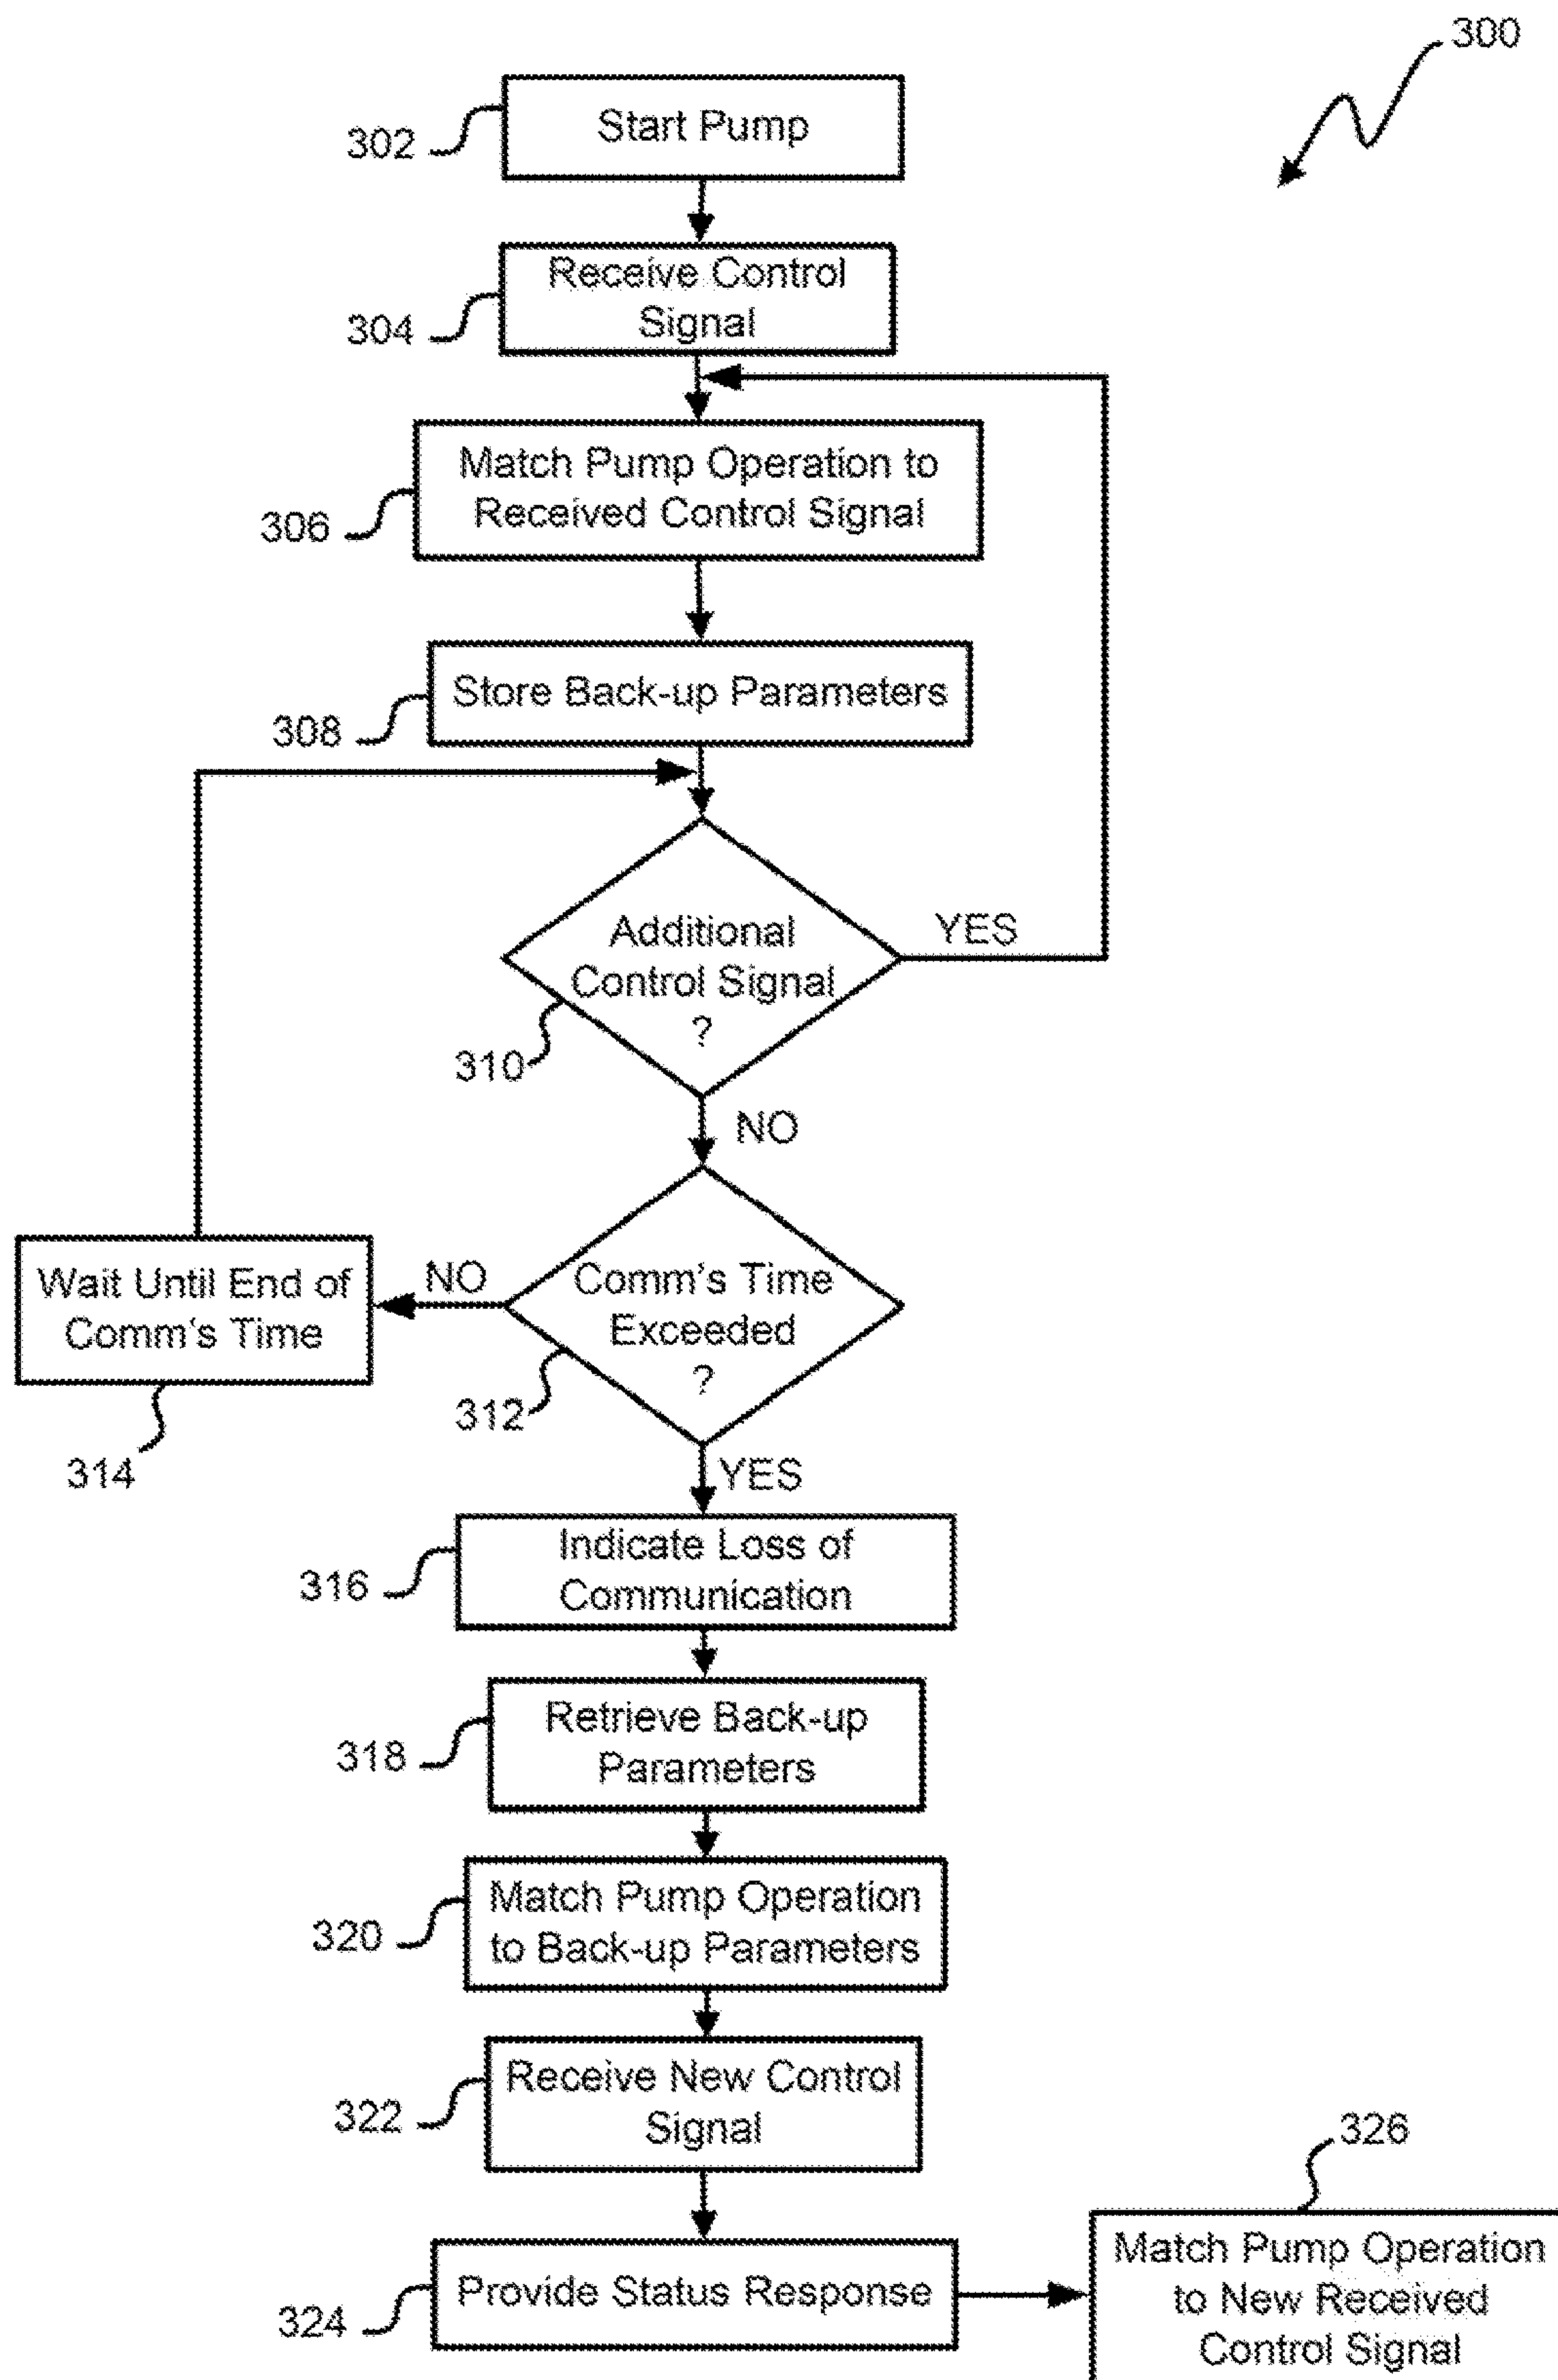 300
302
Start Pump
304
Receive Control
Signal
306
Match Pump Operation to
Received Control Signal
308
Store Back-up Parameters
310
Additional
Control Signal
?
YES
NO
312
Comm's Time
Exceeded
?
NO
Wait Until End of
Comm's Time
314
YES
316
Indicate Loss of
Communication
318
Retrieve Back-up
Parameters
320
Match Pump Operation
to Back-up Parameters
322
Receive New Control
Signal
324
Provide Status Response
326
Match Pump Operation
to New Received
Control Signal